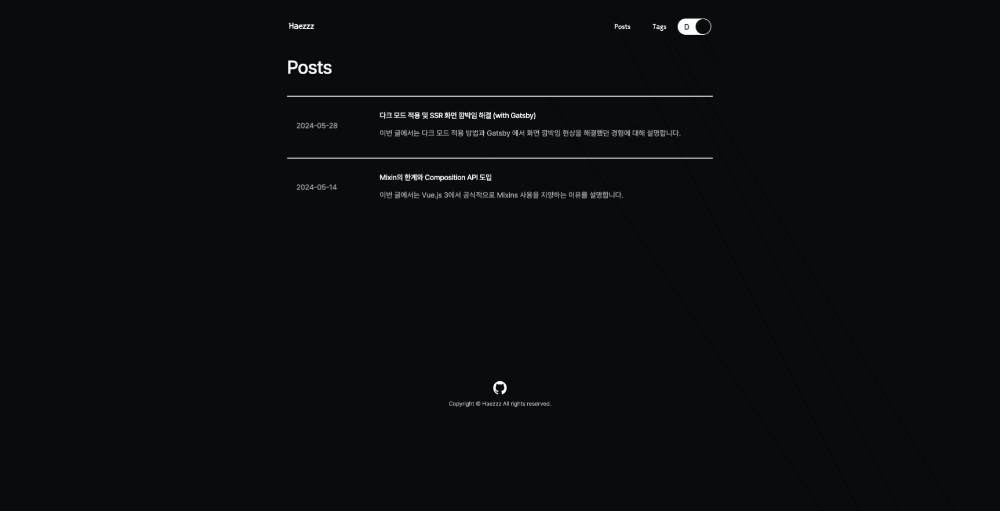 Haezzz
Posts
Tags
D
Posts
2024-05-28
다크 모드 적용 및 SSR 화면 깜박임 해결 (with Gatsby)
이번 글에서는 다크 모드 적용 방법과 Gatsby 에서 화면 깜박임 현상을 해결했던 경험에 대해 설명합니다.
2024-05-14
Mixin의 한계와 Composition API 도입
이번 글에서는 Vue.js 3에서 공식적으로 Mixins 사용을 지양하는 이유를 설명합니다.
Copyright © Haezzz All rights reserved.